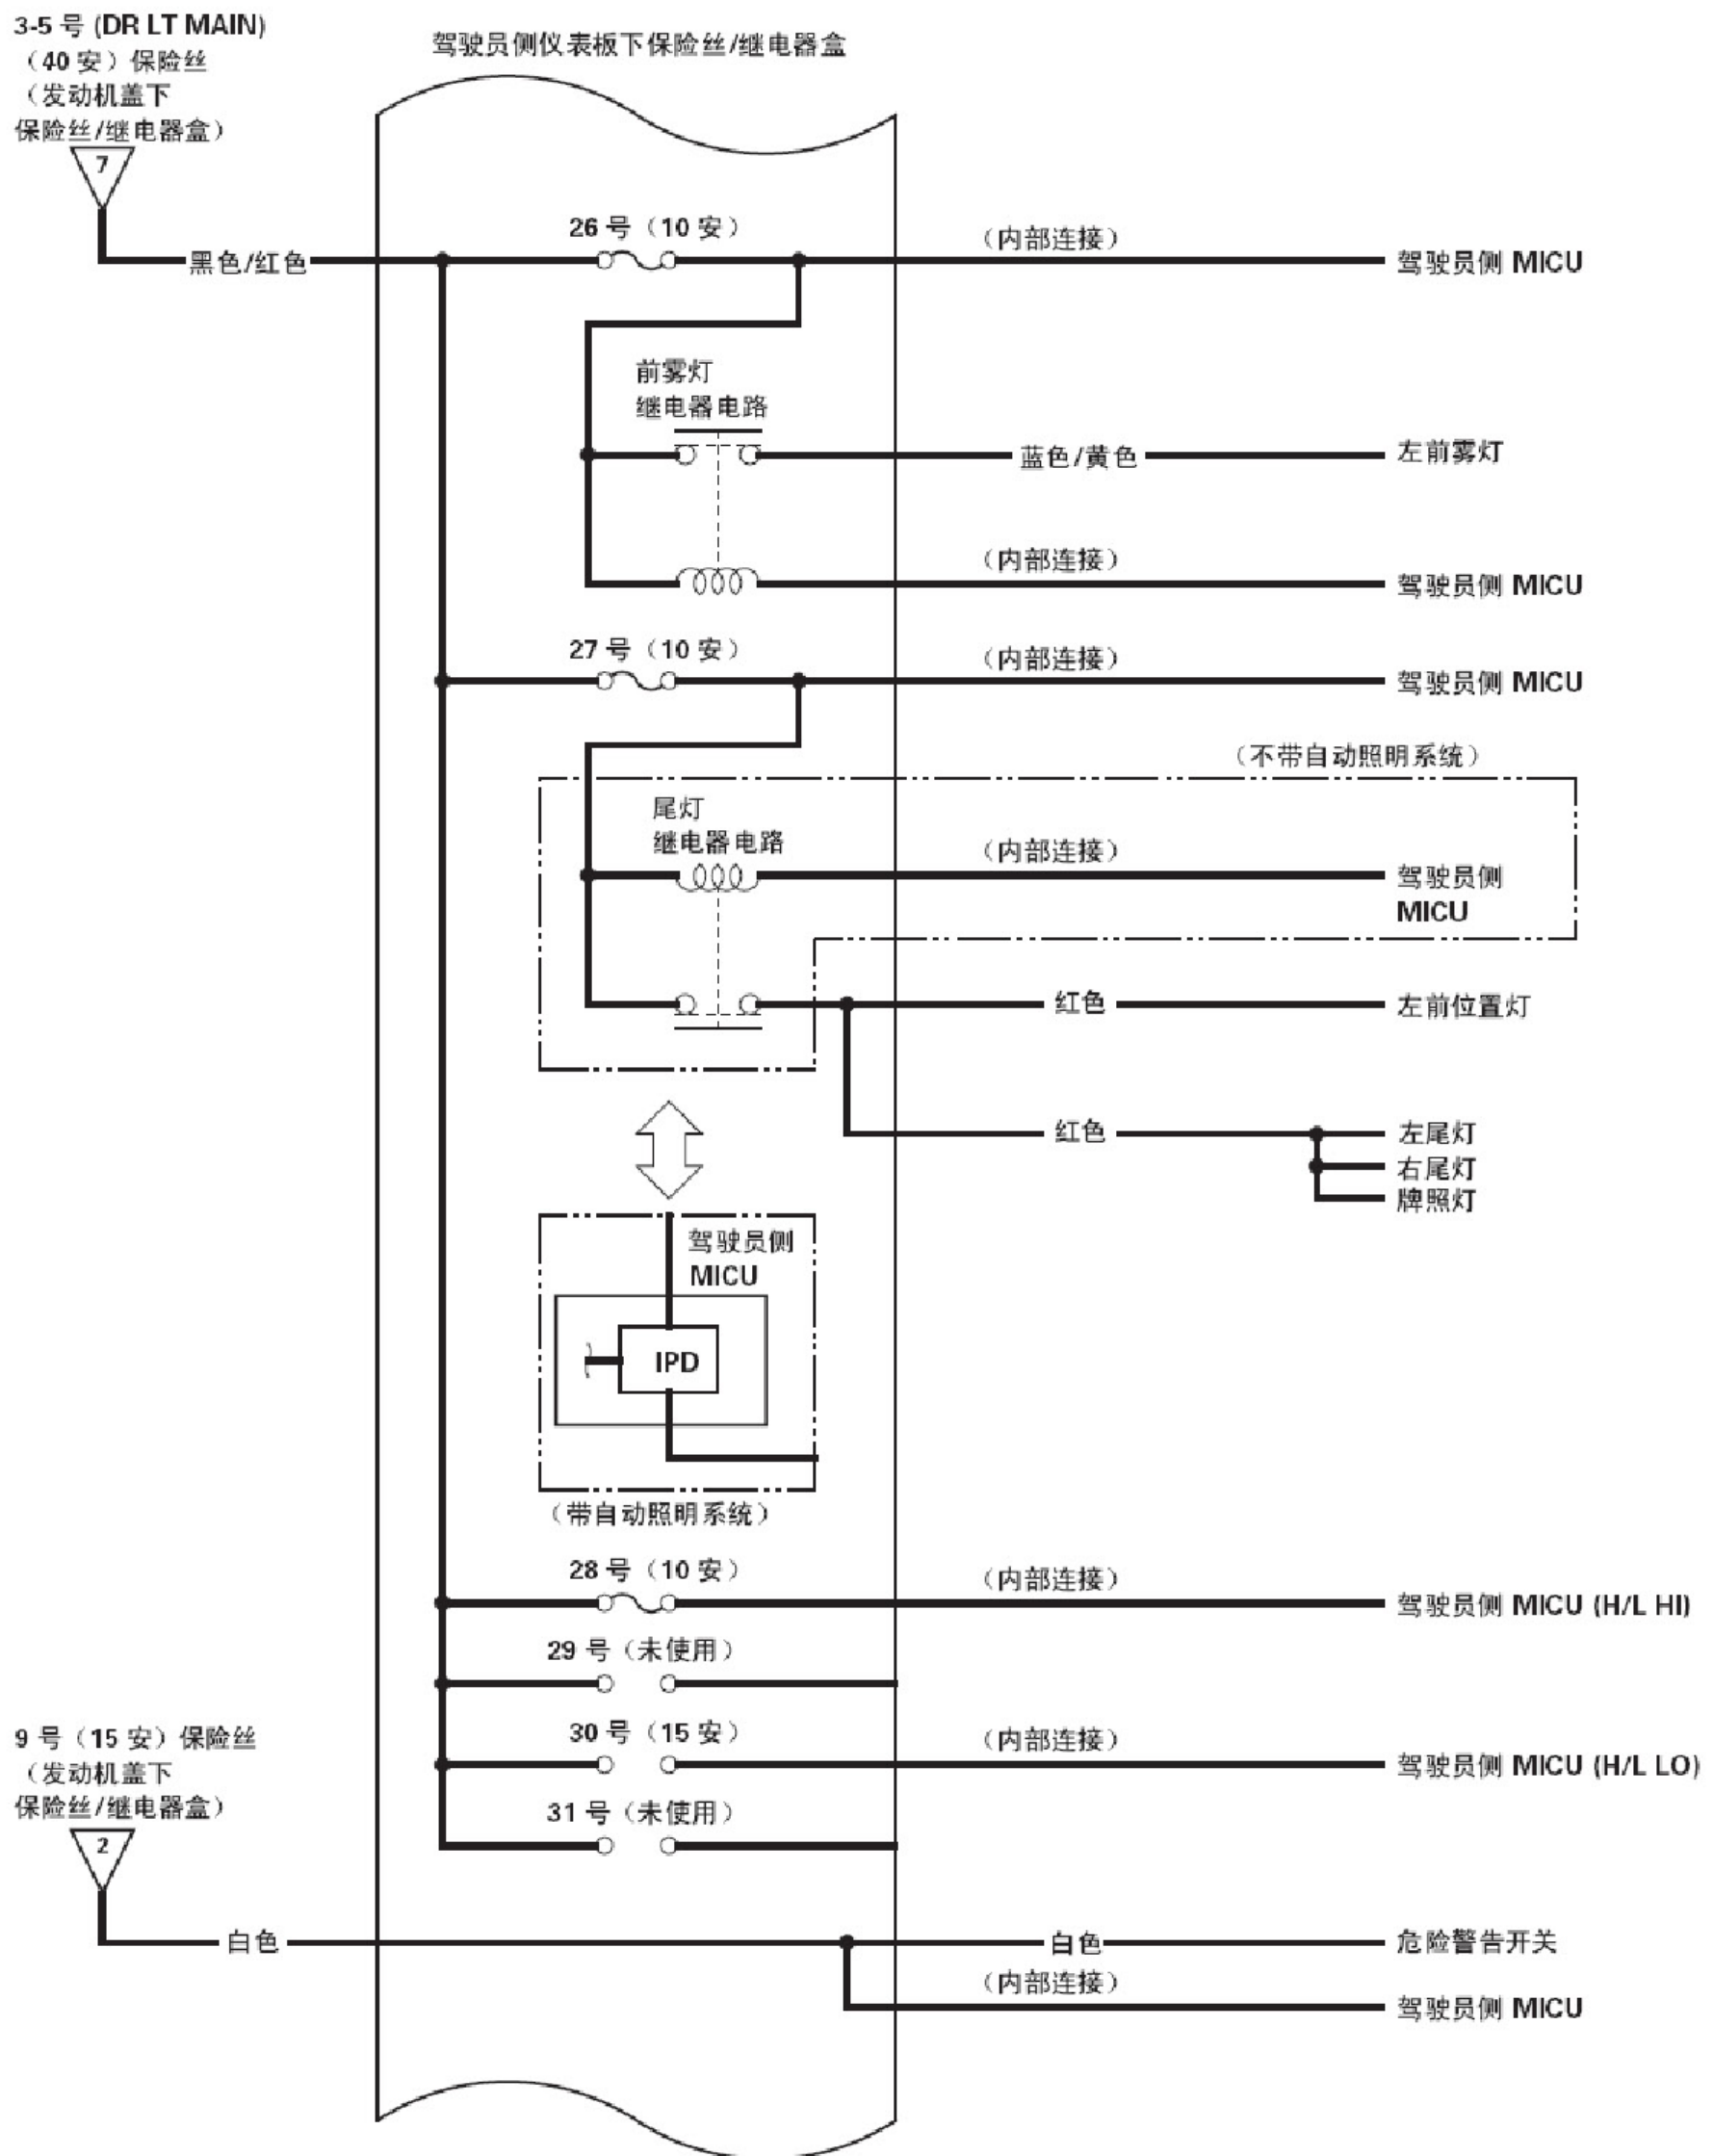 3-5 号 (DR LT MAIN)
（40 安）保险丝
（发动机盖下
保险丝/继电器盒）
7
驾驶员侧仪表板下保险丝/继电器盒
黑色/红色
26 号（10 安）
（内部连接）
驾驶员侧 MICU
前雾灯
继电器电路
蓝色/黄色
左前雾灯
（内部连接）
驾驶员侧 MICU
27 号（10 安）
（内部连接）
驾驶员侧 MICU
（不带自动照明系统）
尾灯
继电器电路
（内部连接）
驾驶员侧
MICU
红色
左前位置灯
红色
左尾灯
右尾灯
牌照灯
驾驶员侧
MICU
IPD
（带自动照明系统）
28 号（10 安）
（内部连接）
驾驶员侧 MICU (H/L HI)
29 号（未使用）
30 号（15 安）
（内部连接）
驾驶员侧 MICU (H/L LO)
31 号（未使用）
9 号（15 安）保险丝
（发动机盖下
保险丝/继电器盒）
2
白色
白色
危险警告开关
（内部连接）
驾驶员侧 MICU